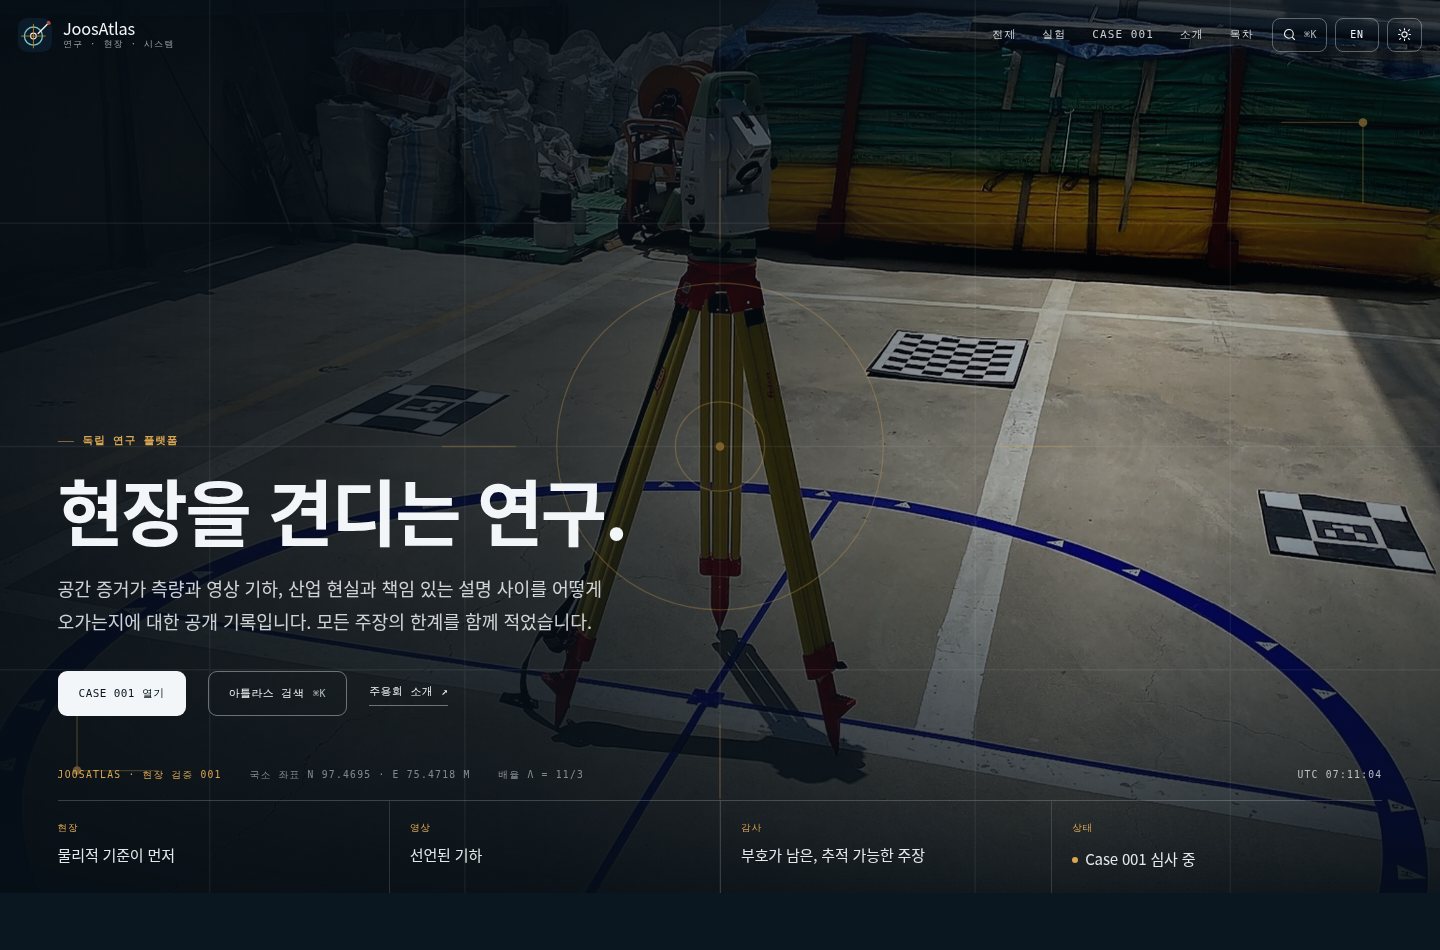 JoosAtlas
연구 · 현장 · 시스템
전제 실험 CASE 001 소개 목차 ⌘K EN
독립 연구 플랫폼
현장을 견디는 연구.
공간 증거가 측량과 영상 기하, 산업 현실과 책임 있는 설명 사이를 어떻게
오가는지에 대한 공개 기록입니다. 모든 주장의 한계를 함께 적었습니다.
CASE 001 열기 아틀라스 검색 ⌘K 주용회 소개 ↗
JOOSATLAS · 현장 검증 001 국소 좌표 N 97.4695 · E 75.4718 M 배율 Λ = 11/3 UTC 07:11:04
현장 영상 감사 상태
물리적 기준이 먼저 선언된 기하 부호가 남은, 추적 가능한 주장 Case 001 심사 중